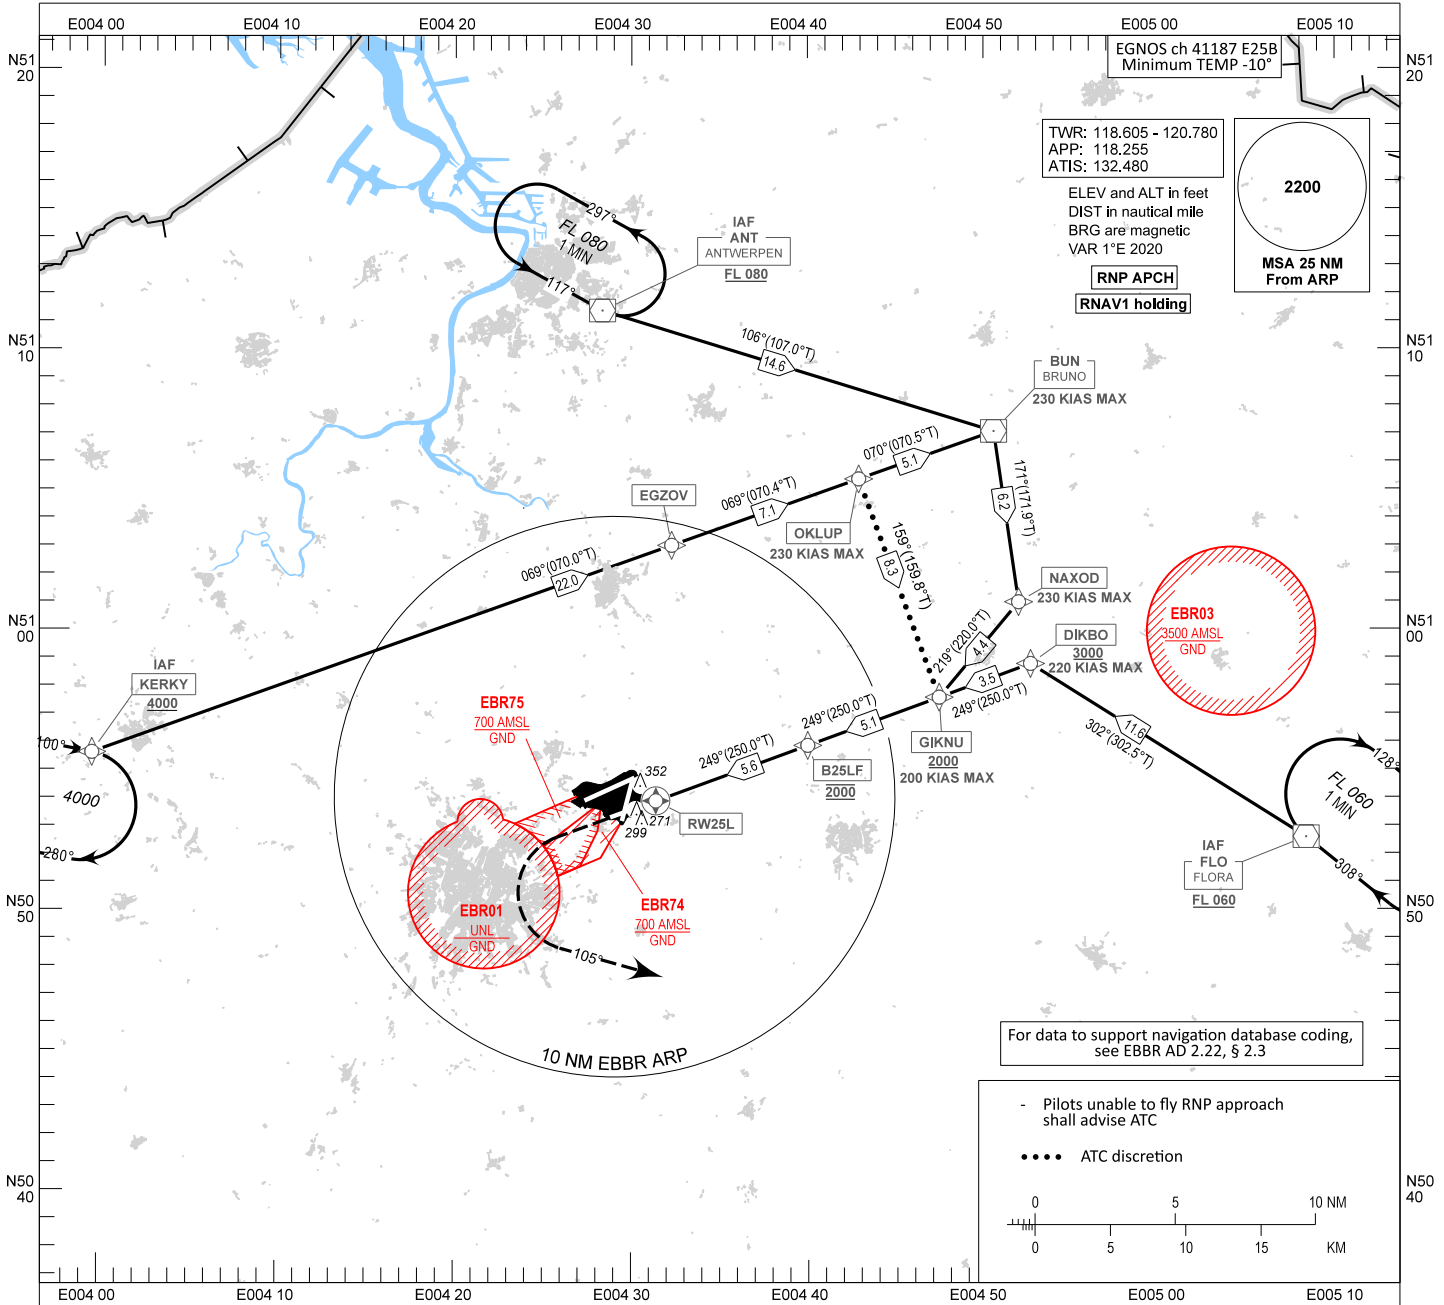 E004 00
E004 10
E004 20
E004 30
E004 40
E004 50
E005 00
E005 10
N51
20
N51
20
EGNOS ch 41187 E25B
Minimum TEMP -10°
TWR: 118.605 - 120.780
APP: 118.255
ATIS: 132.480
ELEV and ALT in feet
DIST in nautical mile
BRG are magnetic
VAR 1°E 2020
RNP APCH
RNAV1 holding
2200
MSA 25 NM
From ARP
297°
FL 080
1 MIN
117°
IAF
ANT
ANTWERPEN
FL 080
106°(107.0°T)
14.6
N51
10
N51
10
BUN
BRUNO
230 KIAS MAX
070°(070.5°T)
5.1
171°(171.9°T)
6.2
EGZOV
069°(070.4°T)
7.1
OKLUP
230 KIAS MAX
159°(159.8°T)
8.3
069°(070.0°T)
22.0
NAXOD
230 KIAS MAX
219°(220.0°T)
4.4
DIKBO
3000
220 KIAS MAX
EBR03
3500 AMSL
GND
N51
00
N51
00
IAF
KERKY
4000
100°
4000
280°
249°(250.0°T)
3.5
249°(250.0°T)
5.1
249°(250.0°T)
5.6
302°(302.5°T)
11.6
GIKNU
2000
200 KIAS MAX
B25LF
2000
RW25L
EBR75
700 AMSL
GND
352
271
299
128°
FL 060
1 MIN
308°
IAF
FLO
FLORA
FL 060
EBR01
UNL
GND
EBR74
700 AMSL
GND
105°
N50
50
N50
50
10 NM EBBR ARP
For data to support navigation database coding,
see EBBR AD 2.22, § 2.3
- Pilots unable to fly RNP approach
shall advise ATC
ATC discretion
N50
40
N50
40
0
5
10 NM
0
5
10
15
KM
E004 00
E004 10
E004 20
E004 30
E004 40
E004 50
E005 00
E005 10